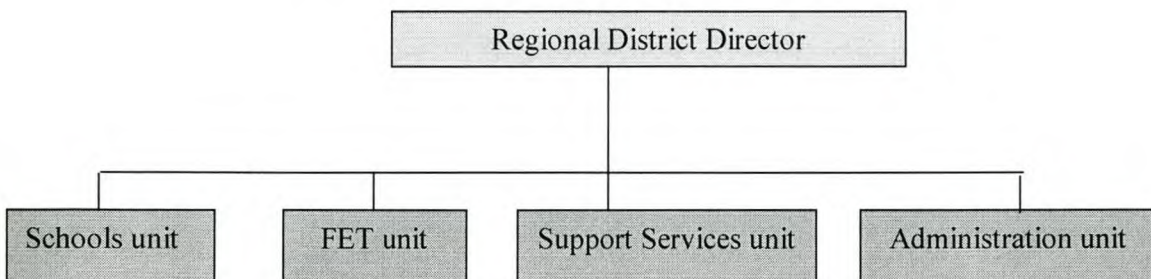 Regional District Director
Schools unit
FET unit
Support Services unit
Administration unit